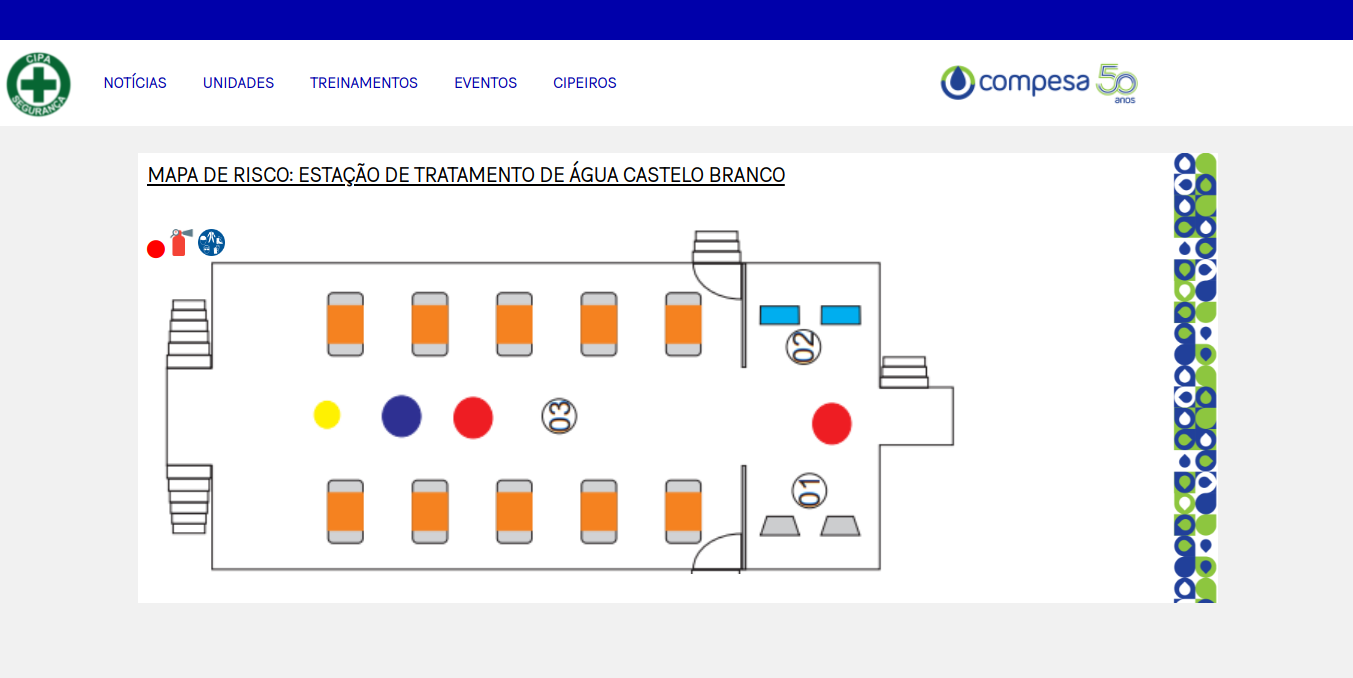 CIPA
SEGURANÇA
NOTÍCIAS UNIDADES TREINAMENTOS EVENTOS CIPEIROS
compesa 50
anos
MAPA DE RISCO: ESTAÇÃO DE TRATAMENTO DE ÁGUA CASTELO BRANCO
02
03
01